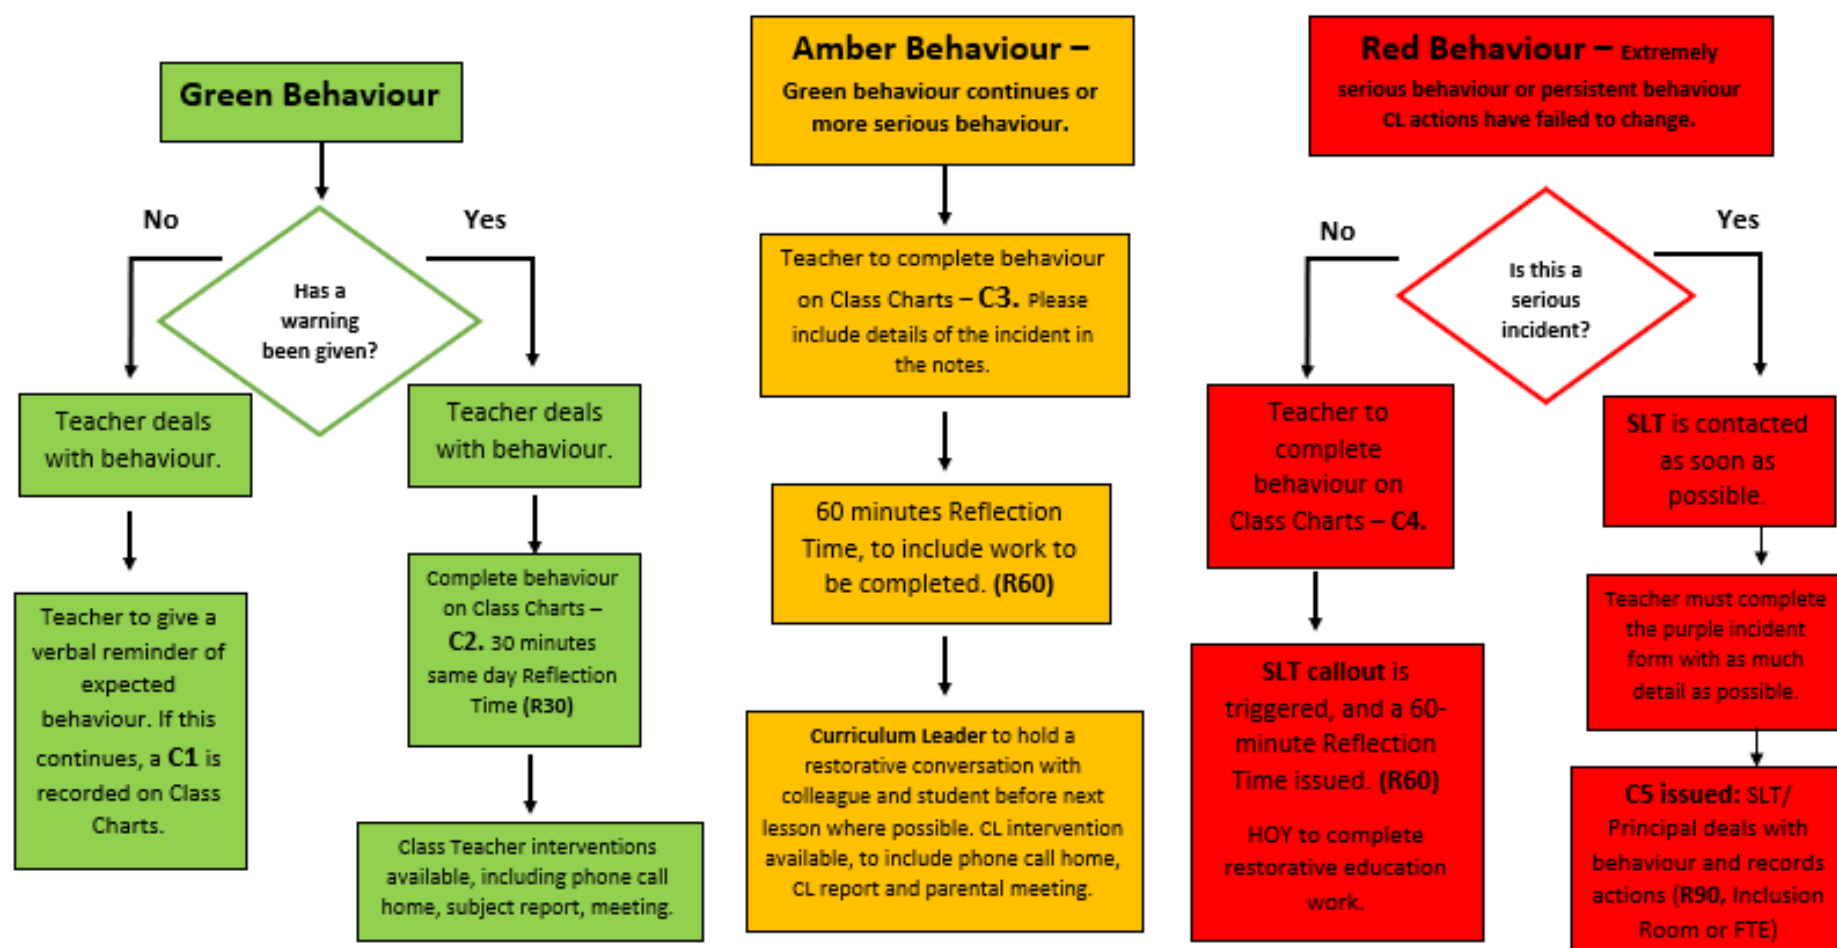 Green Behaviour
No
Yes
Has a
warning
been given?
Teacher deals
with behaviour.
Teacher to give a
verbal reminder of
expected
behaviour. If this
continues, a C1 is
recorded on Class
Charts.
Teacher deals
with behaviour.
Complete behaviour
on Class Charts –
C2. 30 minutes
same day Reflection
Time (R30)
Class Teacher interventions
available, including phone call
home, subject report, meeting.
Amber Behaviour –
Green behaviour continues or
more serious behaviour.
Teacher to complete behaviour
on Class Charts – C3. Please
include details of the incident in
the notes.
60 minutes Reflection
Time, to include work to
be completed. (R60)
Curriculum Leader to hold a
restorative conversation with
colleague and student before next
lesson where possible. CL intervention
available, to include phone call home,
CL report and parental meeting.
Red Behaviour – Extremely
serious behaviour or persistent behaviour
CL actions have failed to change.
No
Yes
Is this a
serious
incident?
Teacher to
complete
behaviour on
Class Charts – C4.
SLT callout is
triggered, and a 60-
minute Reflection
Time issued. (R60)
HOY to complete
restorative education
work.
SLT is contacted
as soon as
possible.
Teacher must complete
the purple incident
form with as much
detail as possible.
C5 issued: SLT/
Principal deals with
behaviour and records
actions (R90, Inclusion
Room or FTE)